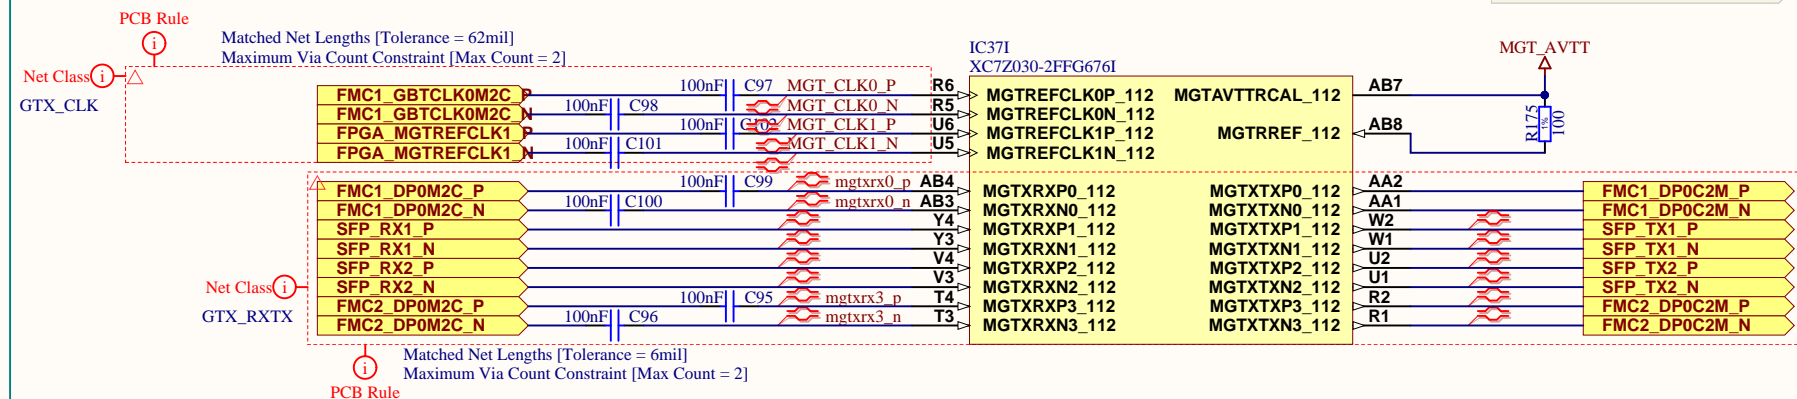 PCB Rule
Matched Net Lengths [Tolerance = 62mil]
Maximum Via Count Constraint [Max Count = 2]
Net Class
GTX_CLK
IC37I
XC7Z030-2FFG676I
MGT_AVTT
FMC1_GBTCLK0M2C_P 100nF C97 MGT_CLK0_P R6 MGTREFCLK0P_112 MGTAVTTRCAL_112 AB7
FMC1_GBTCLK0M2C_N 100nF C98 MGT_CLK0_N R5 MGTREFCLK0N_112
FPGA_MGTREFCLK1_P 100nF C102 MGT_CLK1_P U6 MGTREFCLK1P_112 MGTRREF_112 AB8
FPGA_MGTREFCLK1_N 100nF C101 MGT_CLK1_N U5 MGTREFCLK1N_112
R175 1% 100
FMC1_DP0M2C_P 100nF C99 mgtxrx0_p AB4 MGTXRXP0_112 MGTXTXP0_112 AA2 FMC1_DP0C2M_P
FMC1_DP0M2C_N 100nF C100 mgtxrx0_n AB3 MGTXRXN0_112 MGTXTXN0_112 AA1 FMC1_DP0C2M_N
SFP_RX1_P Y4 MGTXRXP1_112 MGTXTXP1_112 W2 SFP_TX1_P
SFP_RX1_N Y3 MGTXRXN1_112 MGTXTXN1_112 W1 SFP_TX1_N
SFP_RX2_P V4 MGTXRXP2_112 MGTXTXP2_112 U2 SFP_TX2_P
SFP_RX2_N V3 MGTXRXN2_112 MGTXTXN2_112 U1 SFP_TX2_N
FMC2_DP0M2C_P 100nF C95 mgtxrx3_p T4 MGTXRXP3_112 MGTXTXP3_112 R2 FMC2_DP0C2M_P
FMC2_DP0M2C_N 100nF C96 mgtxrx3_n T3 MGTXRXN3_112 MGTXTXN3_112 R1 FMC2_DP0C2M_N
Net Class
GTX_RXTX
Matched Net Lengths [Tolerance = 6mil]
Maximum Via Count Constraint [Max Count = 2]
PCB Rule